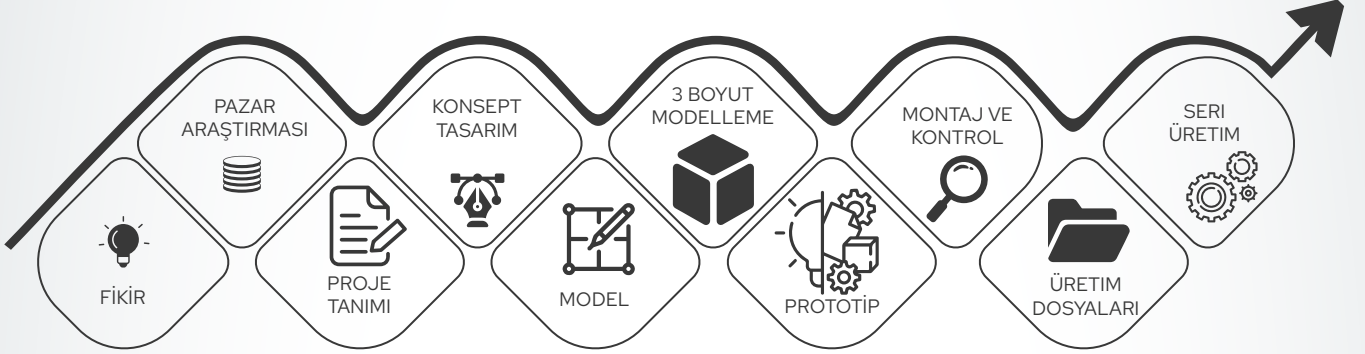 FİKİR
PAZAR
ARAŞTIRMASI
PROJE
TANIMI
KONSEPT
TASARIM
MODEL
3 BOYUT
MODELLEME
PROTOTİP
MONTAJ VE
KONTROL
ÜRETIM
DOSYALARI
SERI
ÜRETIM